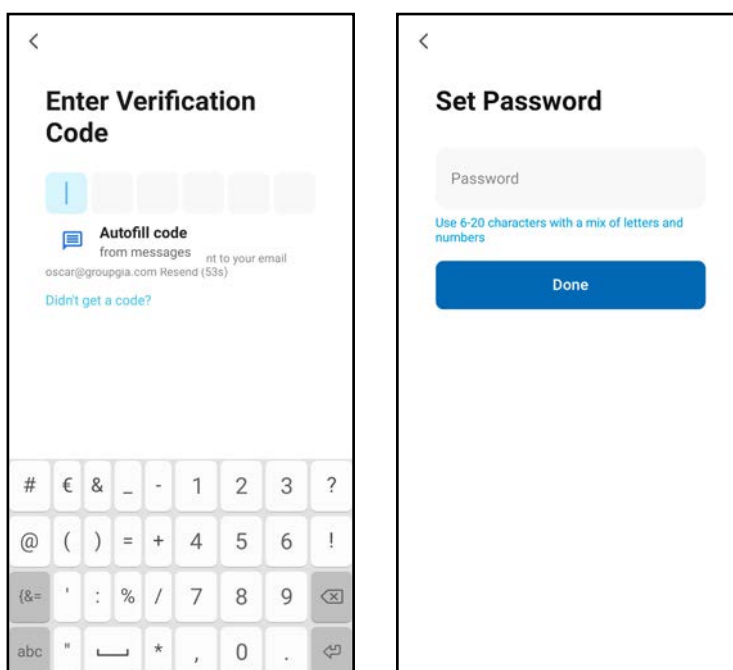 Enter Verification
Code
Autofill code
from messages
nt to your email
oscar@groupgia.com Resend (53s)
Didn't get a code?
# € & _ - 1 2 3 ?
@ ( ) = + 4 5 6 !
{&= ' : % / 7 8 9
abc " * , 0 .
Set Password
Password
Use 6-20 characters with a mix of letters and
numbers
Done